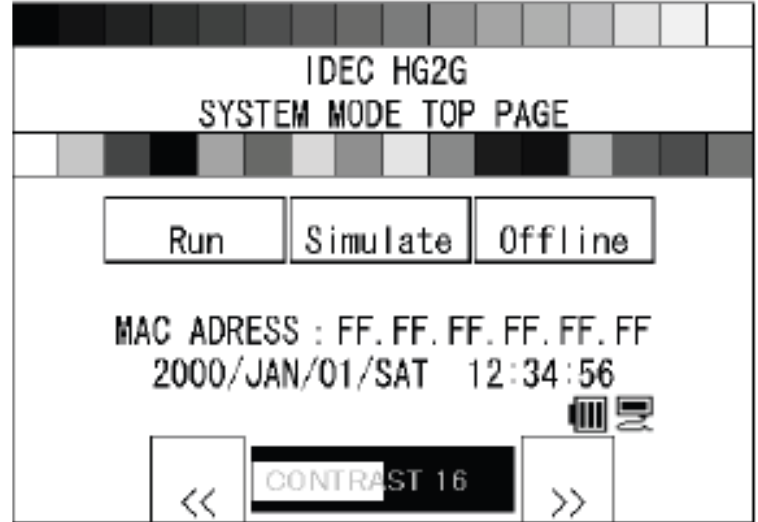 IDEC HG2G
SYSTEM MODE TOP PAGE
Run Simulate Offline
MAC ADRESS : FF. FF. FF. FF. FF. FF
2000/JAN/01/SAT 12:34:56
<< CONTRAST 16 >>